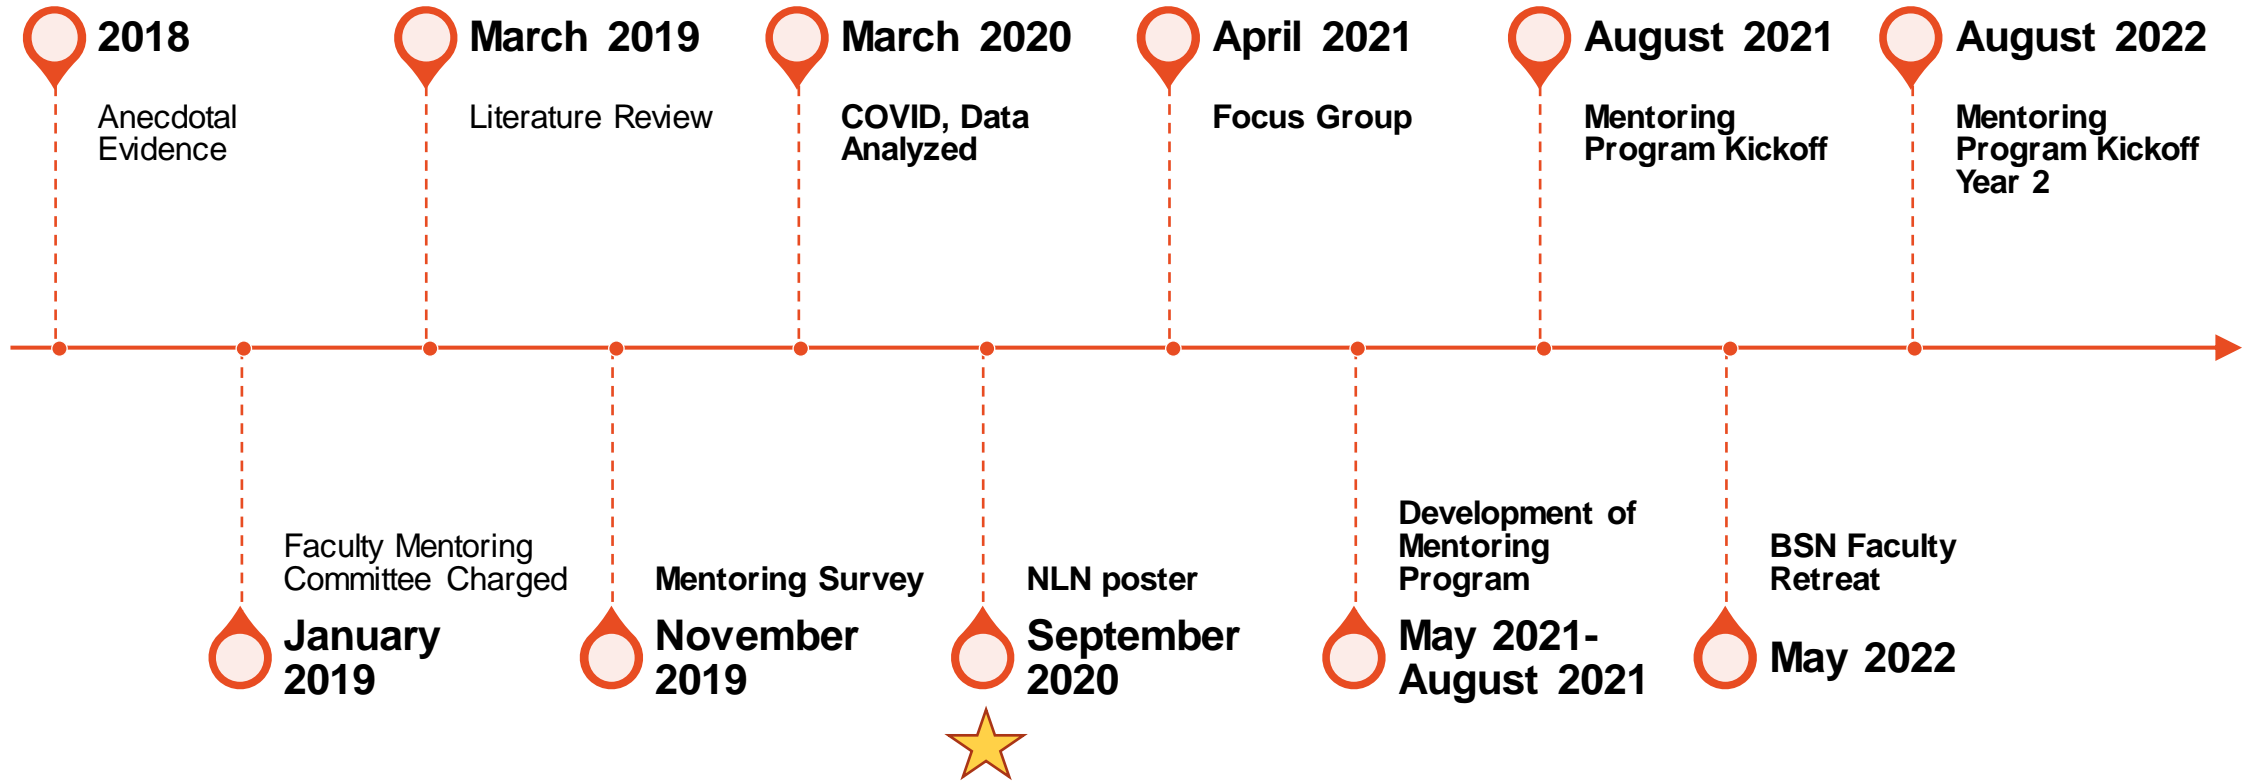 2018
Anecdotal
Evidence
January
2019
Faculty Mentoring
Committee Charged
March 2019
Literature Review
November
2019
Mentoring Survey
March 2020
COVID, Data
Analyzed
September
2020
NLN poster
April 2021
Focus Group
May 2021-
August 2021
Development of
Mentoring
Program
August 2021
Mentoring
Program Kickoff
May 2022
BSN Faculty
Retreat
August 2022
Mentoring
Program Kickoff
Year 2